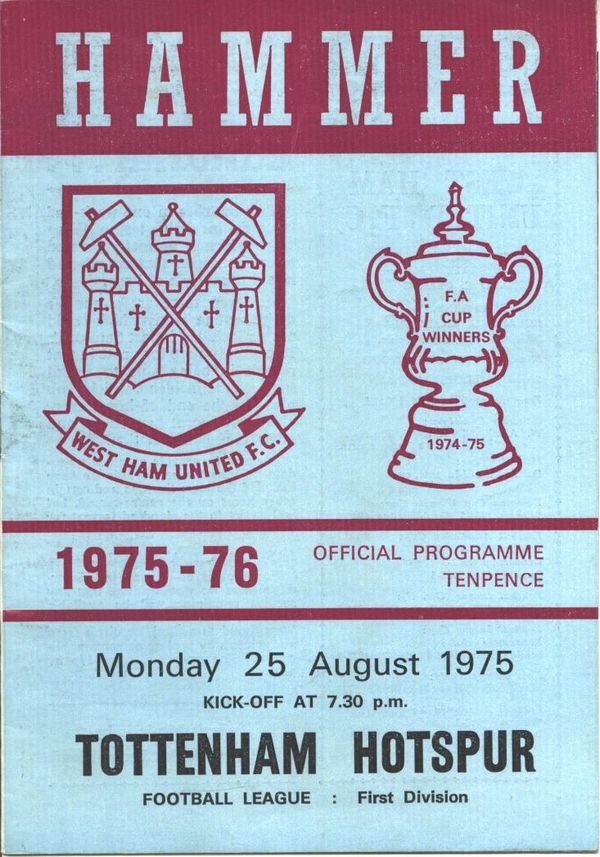 HAMMER
F.A
CUP
WINNERS
1974-75
WEST HAM UNITED F.C.
1975-76
OFFICIAL PROGRAMME
TENPENCE
Monday 25 August 1975
KICK-OFF AT 7.30 p.m.
TOTTENHAM HOTSPUR
FOOTBALL LEAGUE : First Division